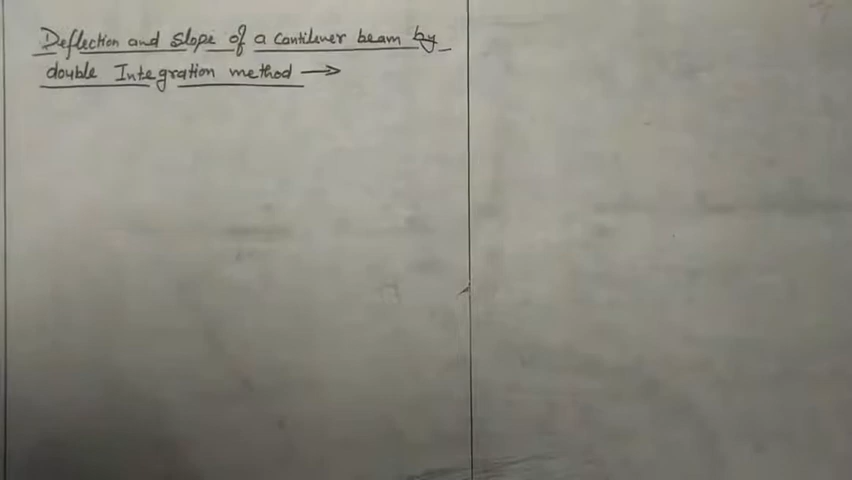 Deflection and Slope of a Cantilever beam by
double Integration method →